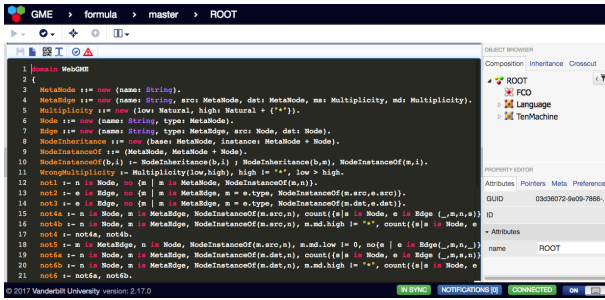 GME > formula > master > ROOT
OBJECT BROWSER
Composition Inheritance Crosscut
ROOT
FCO
Language
TenMachine
1 domain WebGME
2 {
3 MetaNode ::= new (name: String).
4 MetaEdge ::= new (name: String, src: MetaNode, dst: MetaNode, ms: Multiplicity, md: Multiplicity).
5 Multiplicity ::= new (low: Natural, high: Natural + {"*"}).
6 Node ::= new (name: String, type: MetaNode).
7 Edge ::= new (name: String, type: MetaEdge, src: Node, dst: Node).
8 NodeInheritance ::= new (base: MetaNode, instance: MetaNode + Node).
9 NodeInstanceOf ::= (MetaNode, MetaNode + Node).
10 NodeInstanceOf(b,i) :- NodeInheritance(b,i) ; NodeInheritance(b,m), NodeInstanceOf(m,i).
11 WrongMultiplicity :- Multiplicity(low,high), high != "*", low > high.
12 not1 :- n is Node, no {m | m is MetaNode, NodeInstanceOf(m,n)}.
13 not2 :- e is Edge, no {m | m is MetaEdge, m = e.type, NodeInstanceOf(m.src,e.src)}.
14 not3 :- e is Edge, no {m | m is MetaEdge, m = e.type, NodeInstanceOf(m.dst,e.dst)}.
15 not4a :- n is Node, m is MetaEdge, NodeInstanceOf(m.src,n), count({s|s is Node, e is Edge (_,m,n,s)}
16 not4b :- n is Node, m is MetaEdge, NodeInstanceOf(m.src,n), m.md.high != "*", count({s|s is Node, e
17 not4 :- not4a, not4b.
18 not5 :- m is MetaEdge, n is Node, NodeInstanceOf(m.src,n), m.md.low != 0, no{e | e is Edge(_,m,n,_)}
19 not6a :- n is Node, m is MetaEdge, NodeInstanceOf(m.dst,n), count({s|s is Node, e is Edge (_,m,s,n)}
20 not6b :- n is Node, m is MetaEdge, NodeInstanceOf(m.dst,n), m.md.high != "*", count({s|s is Node, e
21 not6 :- not6a, not6b.
PROPERTY EDITOR
Attributes Pointers Meta Preference
GUID 03d36072-9e09-7866-.
ID
Attributes
name ROOT
© 2017 Vanderbilt University version: 2.17.0
IN SYNC NOTIFICATIONS [0] CONNECTED ON